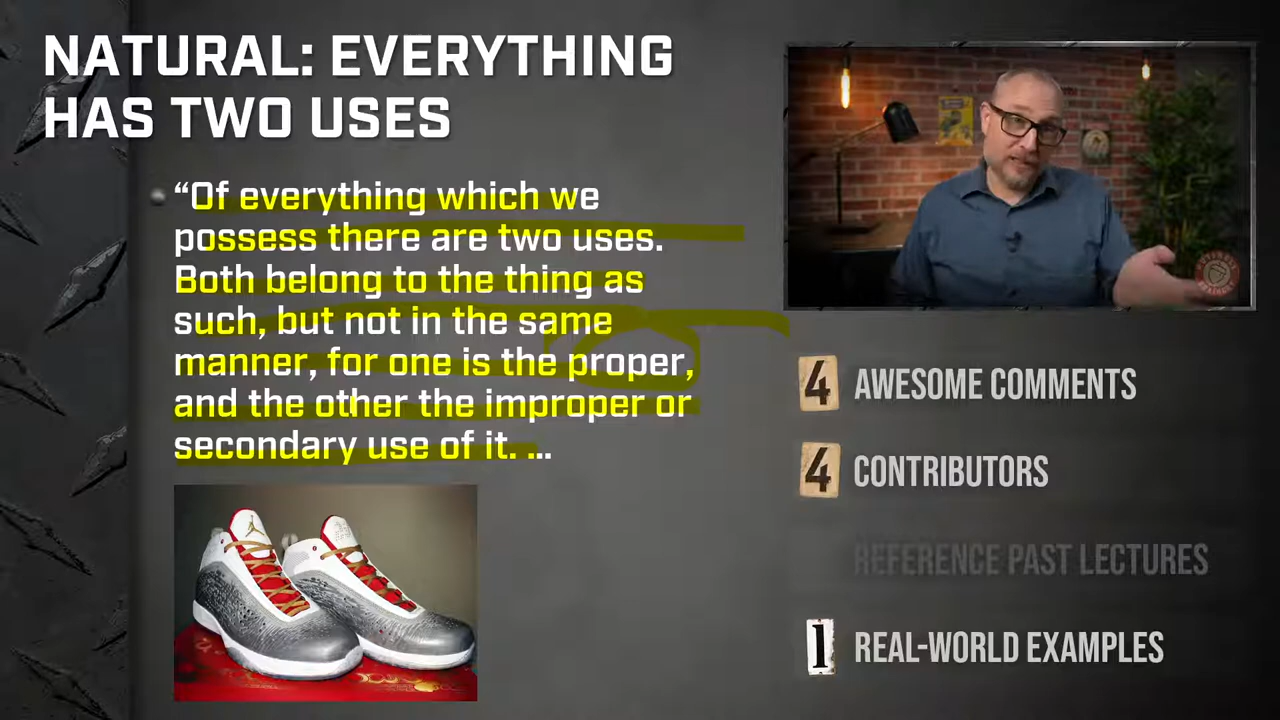 NATURAL: EVERYTHING
HAS TWO USES
“Of everything which we
possess there are two uses.
Both belong to the thing as
such, but not in the same
manner, for one is the proper,
and the other the improper or
secondary use of it. …
4 AWESOME COMMENTS
4 CONTRIBUTORS
REFERENCE PAST LECTURES
1 REAL-WORLD EXAMPLES